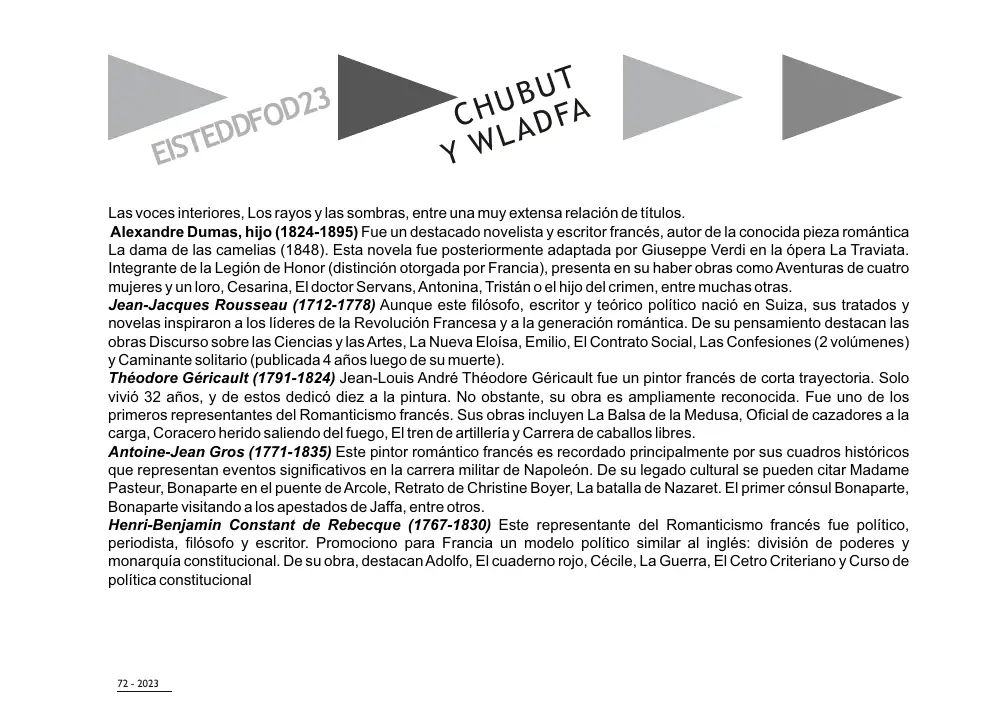 EISTEDDFOD23
CHUBUT
Y WLADFA
Las voces interiores, Los rayos y las sombras, entre una muy extensa relación de títulos.
Alexandre Dumas, hijo (1824-1895) Fue un destacado novelista y escritor francés, autor de la conocida pieza romántica
La dama de las camelias (1848). Esta novela fue posteriormente adaptada por Giuseppe Verdi en la ópera La Traviata.
Integrante de la Legión de Honor (distinción otorgada por Francia), presenta en su haber obras como Aventuras de cuatro
mujeres y un loro, Cesarina, El doctor Servans, Antonina, Tristán o el hijo del crimen, entre muchas otras.
Jean-Jacques Rousseau (1712-1778) Aunque este filósofo, escritor y teórico político nació en Suiza, sus tratados y
novelas inspiraron a los líderes de la Revolución Francesa y a la generación romántica. De su pensamiento destacan las
obras Discurso sobre las Ciencias y las Artes, La Nueva Eloísa, Emilio, El Contrato Social, Las Confesiones (2 volúmenes)
y Caminante solitario (publicada 4 años luego de su muerte).
Théodore Géricault (1791-1824) Jean-Louis André Théodore Géricault fue un pintor francés de corta trayectoria. Solo
vivió 32 años, y de estos dedicó diez a la pintura. No obstante, su obra es ampliamente reconocida. Fue uno de los
primeros representantes del Romanticismo francés. Sus obras incluyen La Balsa de la Medusa, Oficial de cazadores a la
carga, Coracero herido saliendo del fuego, El tren de artillería y Carrera de caballos libres.
Antoine-Jean Gros (1771-1835) Este pintor romántico francés es recordado principalmente por sus cuadros históricos
que representan eventos significativos en la carrera militar de Napoleón. De su legado cultural se pueden citar Madame
Pasteur, Bonaparte en el puente de Arcole, Retrato de Christine Boyer, La batalla de Nazaret. El primer cónsul Bonaparte,
Bonaparte visitando a los apestados de Jaffa, entre otros.
Henri-Benjamin Constant de Rebecque (1767-1830) Este representante del Romanticismo francés fue político,
periodista, filósofo y escritor. Promociono para Francia un modelo político similar al inglés: división de poderes y
monarquía constitucional. De su obra, destacan Adolfo, El cuaderno rojo, Cécile, La Guerra, El Cetro Criteriano y Curso de
política constitucional
72 - 2023